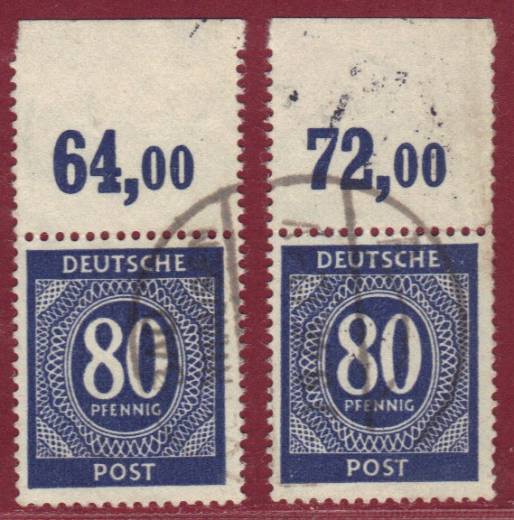 64,00
72,00
DEUTSCHE
80
PFENNIG
POST
DEUTSCHE
80
PFENNIG
POST